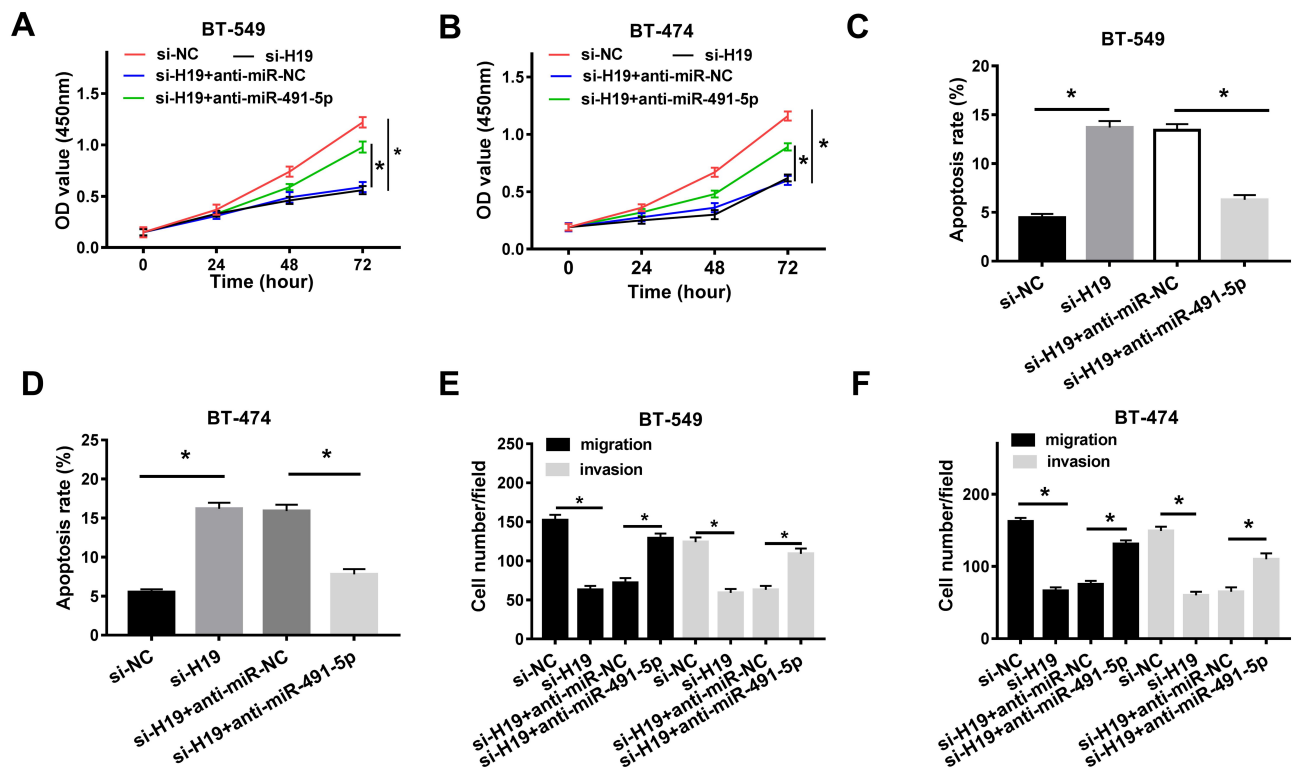 A
BT-549
si-NC
si-H19
si-H19+anti-miR-NC
si-H19+anti-miR-491-5p
OD value (450nm)
1.5
1.0
0.5
0.0
*
*
0
24
48
72
Time (hour)
B
BT-474
si-NC
si-H19
si-H19+anti-miR-NC
si-H19+anti-miR-491-5p
OD value (450nm)
1.5
1.0
0.5
0.0
*
*
0
24
48
72
Time (hour)
C
BT-549
Apoptosis rate (%)
20
15
10
5
0
*
*
si-NC
si-H19
si-H19+anti-miR-NC
si-H19+anti-miR-491-5p
D
BT-474
Apoptosis rate (%)
25
20
15
10
5
0
*
*
si-NC
si-H19
si-H19+anti-miR-NC
si-H19+anti-miR-491-5p
E
BT-549
migration
invasion
Cell number/field
250
200
150
100
50
0
*
*
*
*
si-NC
si-H19
si-H19+anti-miR-NC
si-H19+anti-miR-491-5p
si-NC
si-H19
si-H19+anti-miR-NC
si-H19+anti-miR-491-5p
F
BT-474
migration
invasion
Cell number/field
200
100
0
*
*
*
*
si-NC
si-H19
si-H19+anti-miR-NC
si-H19+anti-miR-491-5p
si-NC
si-H19
si-H19+anti-miR-NC
si-H19+anti-miR-491-5p